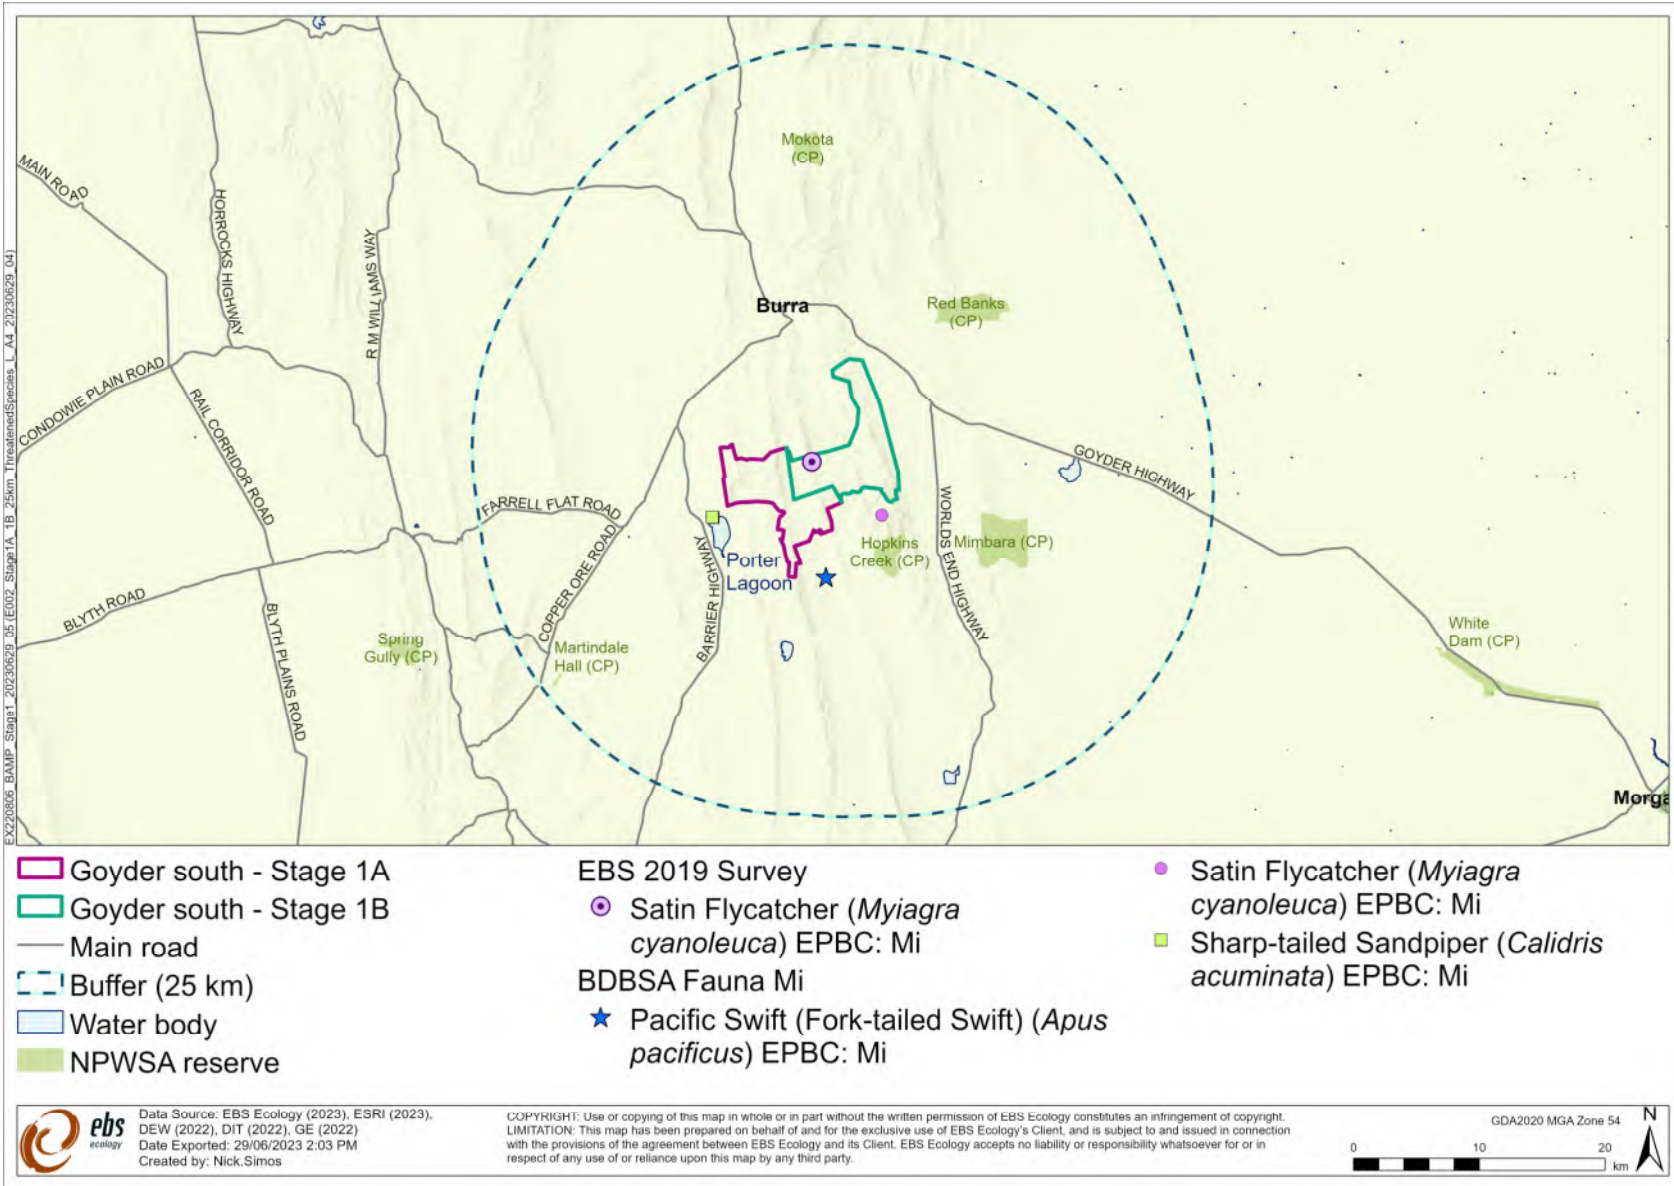 Mokota
(CP)
MAIN ROAD
HORROCKS HIGHWAY
R M WILLIAMS WAY
Burra
Red Banks
(CP)
CONDOWIE PLAIN ROAD
RAIL CORRIDOR ROAD
GOYDER HIGHWAY
FARRELL FLAT ROAD
WORLDS END HIGHWAY
Hopkins
Creek (CP)
Mimbara (CP)
Porter
Lagoon
COPPER ORE ROAD
BARRIER HIGHWAY
BLYTH ROAD
BLYTH PLAINS ROAD
Spring
Gully (CP)
Martindale
Hall (CP)
White
Dam (CP)
Morga
EX220806_BAMP_Stage1_20230629_05 (E002_Stage1A_1B_25km_ThreatenedSpecies_L_A4_20230629_04)
Goyder south - Stage 1A
Goyder south - Stage 1B
Main road
Buffer (25 km)
Water body
NPWSA reserve
EBS 2019 Survey
Satin Flycatcher (Myiagra
cyanoleuca) EPBC: Mi
BDBSA Fauna Mi
Pacific Swift (Fork-tailed Swift) (Apus
pacificus) EPBC: Mi
Satin Flycatcher (Myiagra
cyanoleuca) EPBC: Mi
Sharp-tailed Sandpiper (Calidris
acuminata) EPBC: Mi
ebs
ecology
Data Source: EBS Ecology (2023), ESRI (2023),
DEW (2022), DIT (2022), GE (2022)
Date Exported: 29/06/2023 2:03 PM
Created by: Nick.Simos
COPYRIGHT: Use or copying of this map in whole or in part without the written permission of EBS Ecology constitutes an infringement of copyright.
LIMITATION: This map has been prepared on behalf of and for the exclusive use of EBS Ecology's Client, and is subject to and issued in connection
with the provisions of the agreement between EBS Ecology and its Client. EBS Ecology accepts no liability or responsibility whatsoever for or in
respect of any use of or reliance upon this map by any third party.
GDA2020 MGA Zone 54
N
0 10 20
km